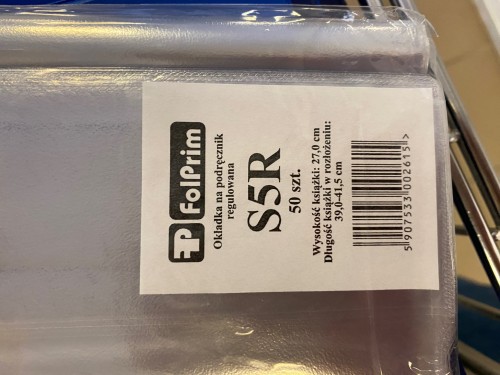 FP FolPrim
Okładka na podręcznik
regulowana
S5R
50 szt.
Wysokość książki: 27,0 cm
Długość książki w rozłożeniu:
39,0-41,5 cm
5 907533 002615 >